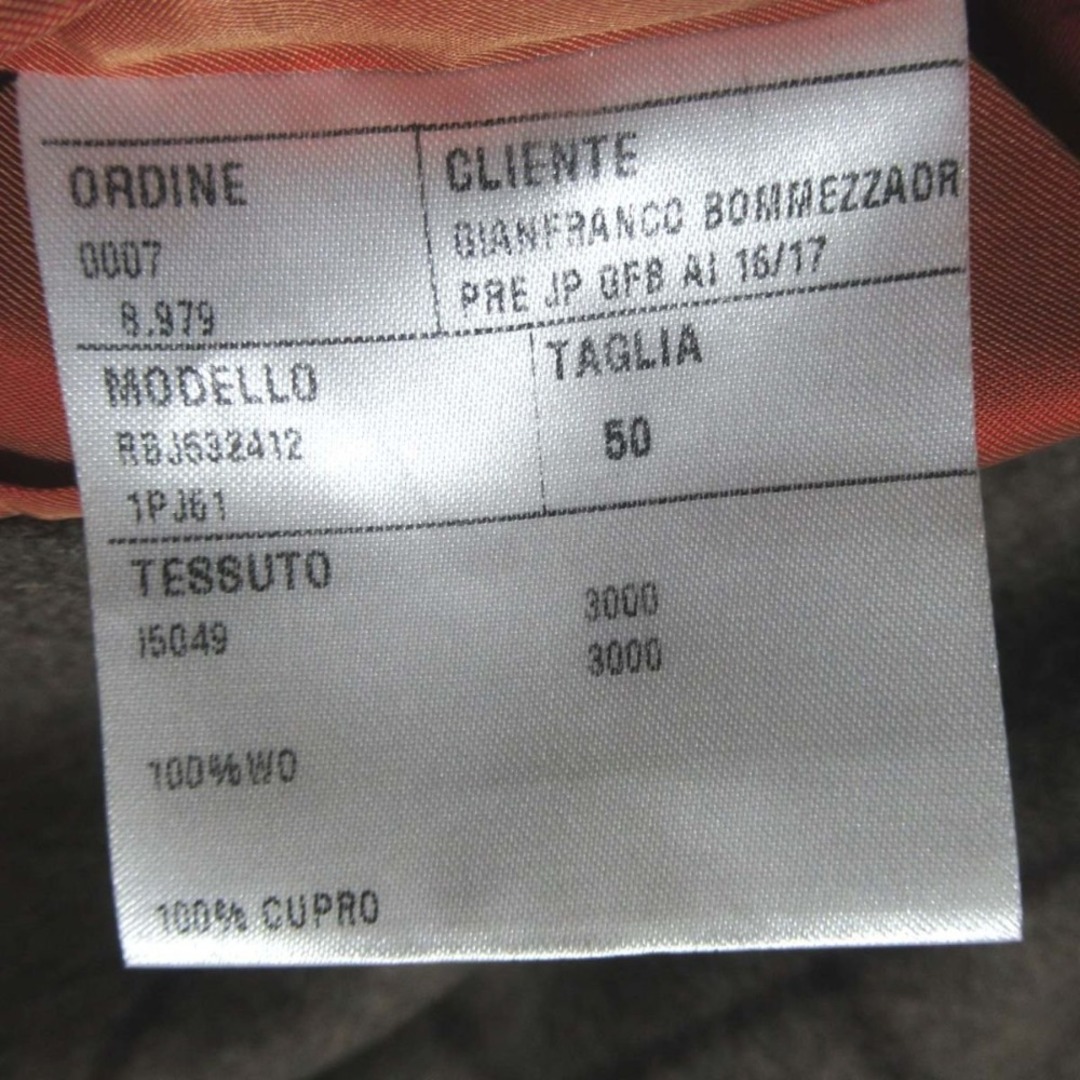 ORDINE
0007
8.979
CLIENTE
GIANFRANCO BOMMEZZADR
PRE JP GFB AI 16/17
MODELLO
RBJ632412
1PJ61
TAGLIA
50
TESSUTO
I5049
3000
3000
100%WO
100% CUPRO